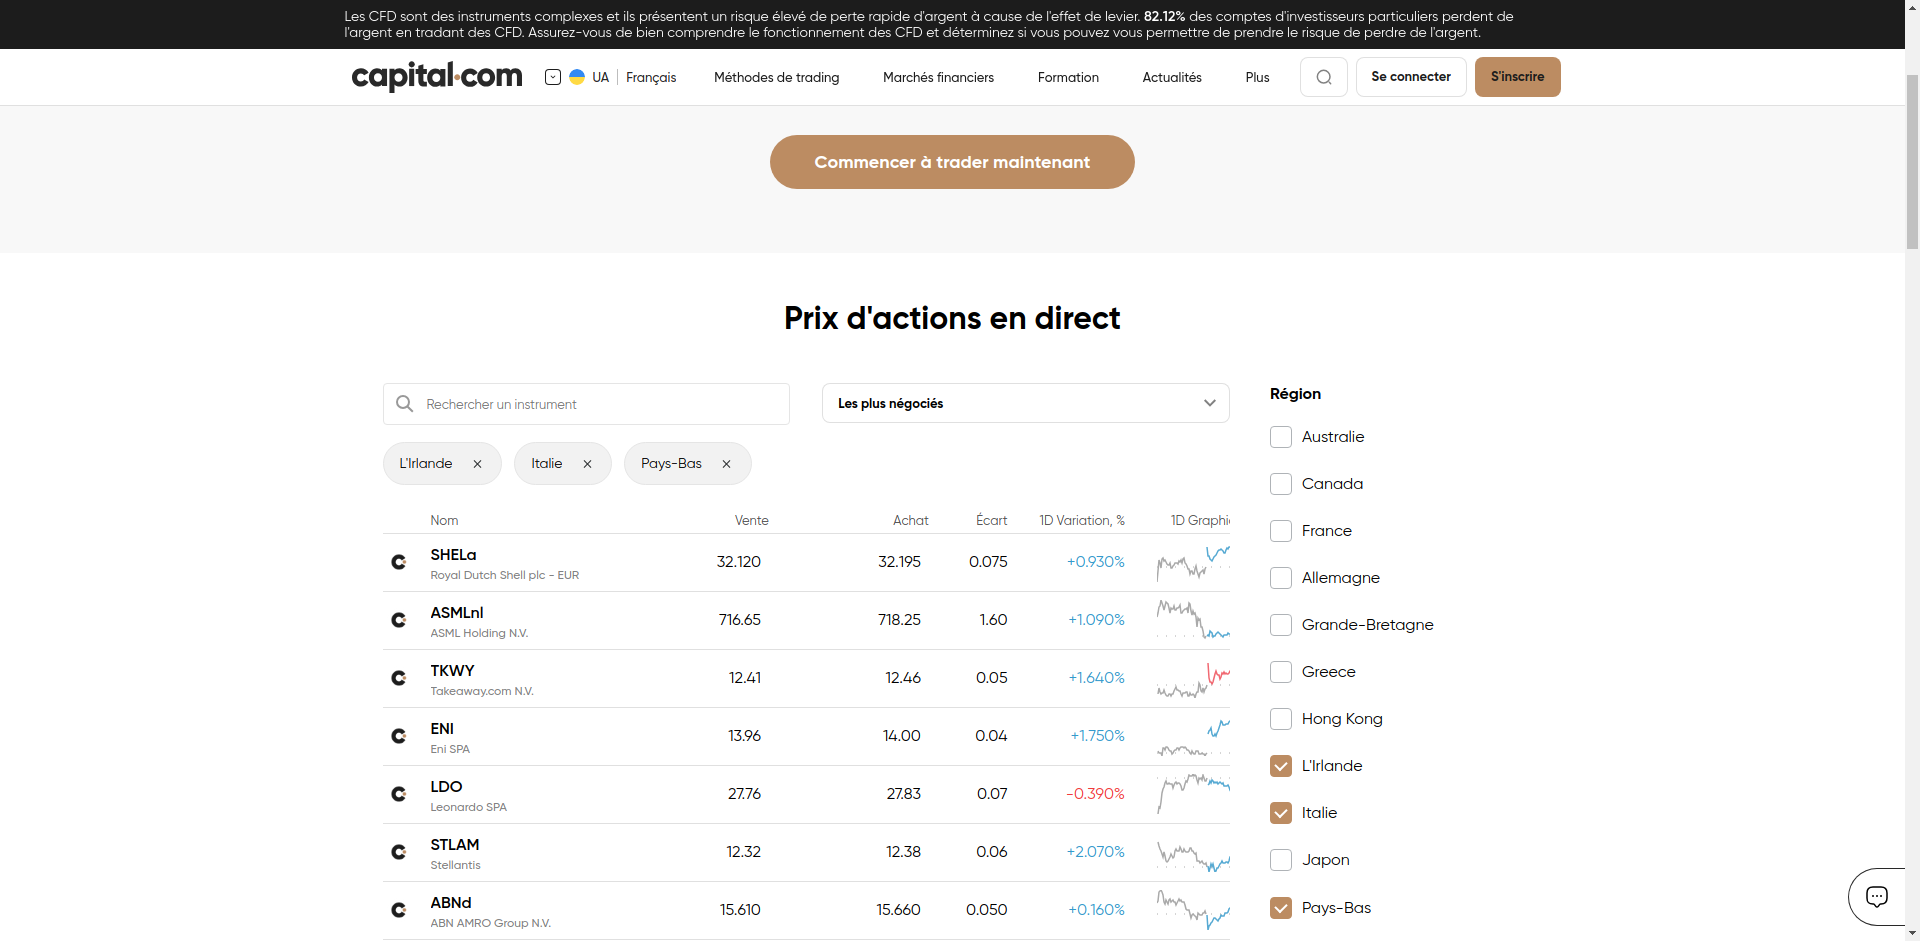 Les CFD sont des instruments complexes et ils présentent un risque élevé de perte rapide d'argent à cause de l'effet de levier. 82.12% des comptes d'investisseurs particuliers perdent de
l'argent en tradant des CFD. Assurez-vous de bien comprendre le fonctionnement des CFD et déterminez si vous pouvez vous permettre de prendre le risque de perdre de l'argent.
capital.com UA Français Méthodes de trading Marchés financiers Formation Actualités Plus Se connecter S'inscrire
Commencer à trader maintenant
Prix d'actions en direct
Rechercher un instrument
Les plus négociés
L'Irlande
Italie
Pays-Bas
Nom Vente Achat Écart 1D Variation, % 1D Graphi
SHELa 32.120 32.195 0.075 +0.930%
Royal Dutch Shell plc - EUR
ASMLnl 716.65 718.25 1.60 +1.090%
ASML Holding N.V.
TKWY 12.41 12.46 0.05 +1.640%
Takeaway.com N.V.
ENI 13.96 14.00 0.04 +1.750%
Eni SPA
LDO 27.76 27.83 0.07 -0.390%
Leonardo SPA
STLAM 12.32 12.38 0.06 +2.070%
Stellantis
ABNd 15.610 15.660 0.050 +0.160%
ABN AMRO Group N.V.
Région
Australie
Canada
France
Allemagne
Grande-Bretagne
Greece
Hong Kong
L'Irlande
Italie
Japon
Pays-Bas